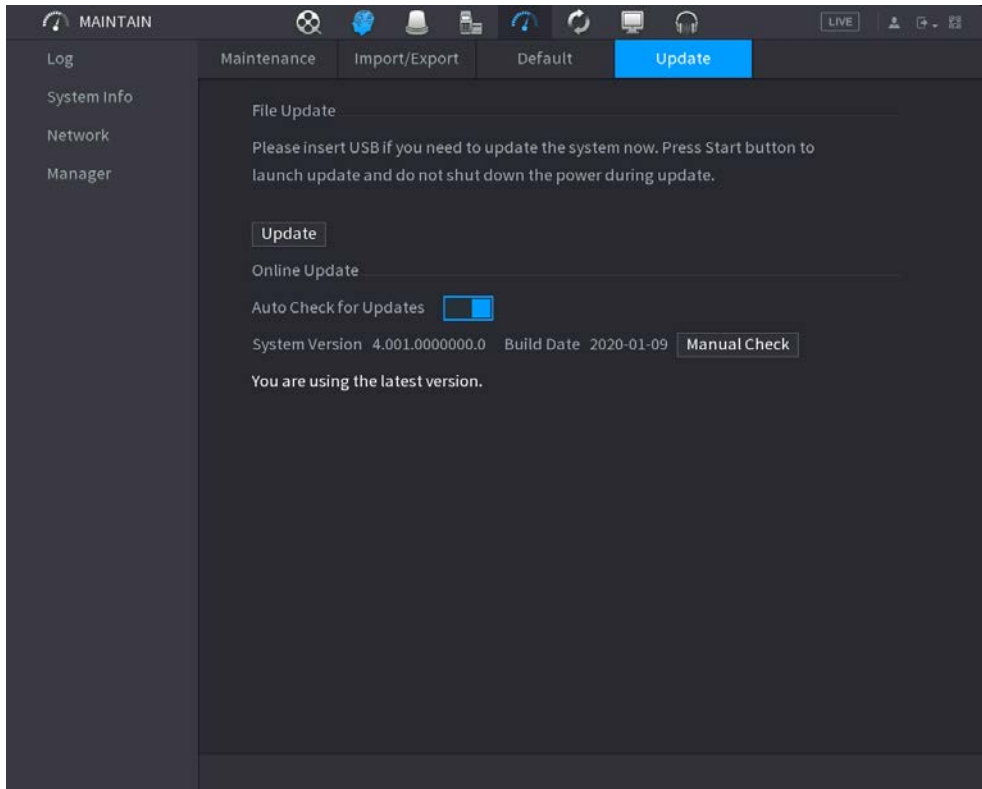 MAINTAIN
LIVE
Log
System Info
Network
Manager
Maintenance Import/Export Default Update
File Update
Please insert USB if you need to update the system now. Press Start button to
launch update and do not shut down the power during update.
Update
Online Update
Auto Check for Updates
System Version 4.001.0000000.0 Build Date 2020-01-09 Manual Check
You are using the latest version.